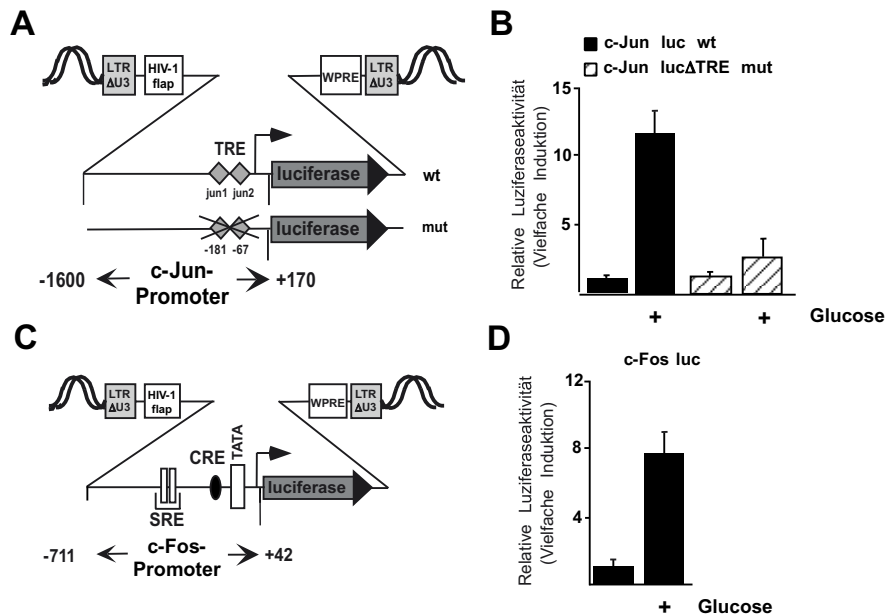 A
LTR
ΔU3
HIV-1
flap
WPRE
LTR
ΔU3
TRE
jun1
jun2
luciferase
wt
-181
-67
luciferase
mut
-1600
c-Jun-
Promoter
+170
B
c-Jun luc wt
c-Jun lucΔTRE mut
Relative Luziferaseaktivität
(Vielfache Induktion)
15
10
5
+
+
Glucose
C
LTR
ΔU3
HIV-1
flap
WPRE
LTR
ΔU3
SRE
CRE
TATA
luciferase
-711
c-Fos-
Promoter
+42
D
c-Fos luc
Relative Luziferaseaktivität
(Vielfache Induktion)
12
8
4
+
Glucose